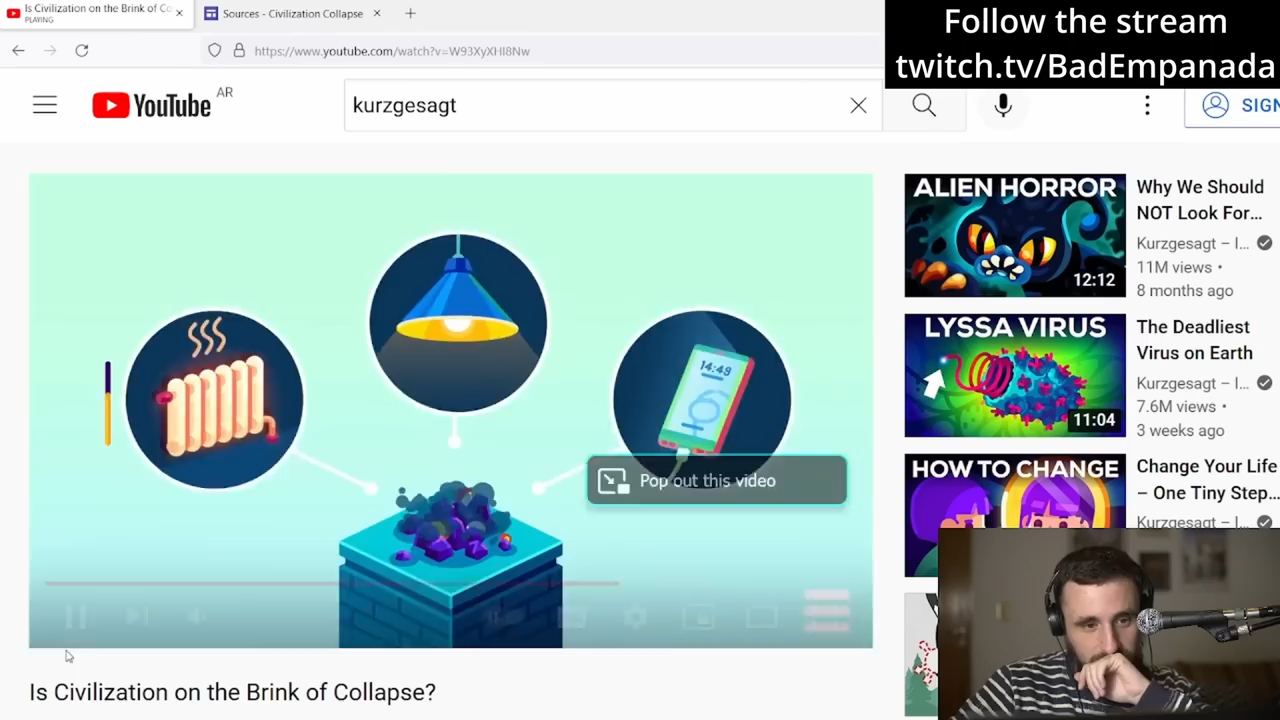 Is Civilization on the Brink of Co
PLAYING
Sources - Civilization Collapse
Follow the stream
twitch.tv/BadEmpanada
https://www.youtube.com/watch?v=W93XyXHI8Nw
YouTube
AR
kurzgesagt
SIGN
14:49
Pop out this video
Is Civilization on the Brink of Collapse?
ALIEN HORROR
12:12
Why We Should
NOT Look For...
Kurzgesagt – I...
11M views •
8 months ago
LYSSA VIRUS
11:04
The Deadliest
Virus on Earth
Kurzgesagt – I...
7.6M views •
3 weeks ago
HOW TO CHANGE
Change Your Life
– One Tiny Step...
Kurzgesagt – I...